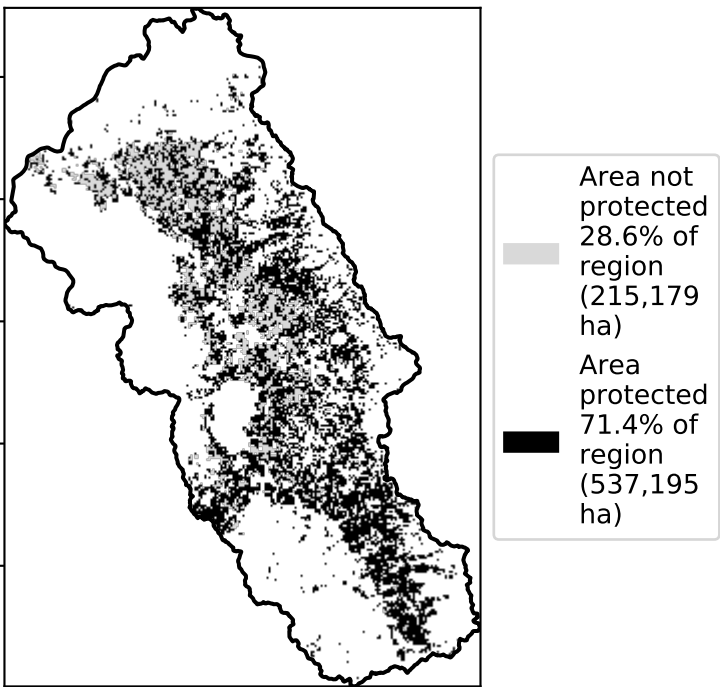 Area not
protected
28.6% of
region
(215,179
ha)
Area
protected
71.4% of
region
(537,195
ha)